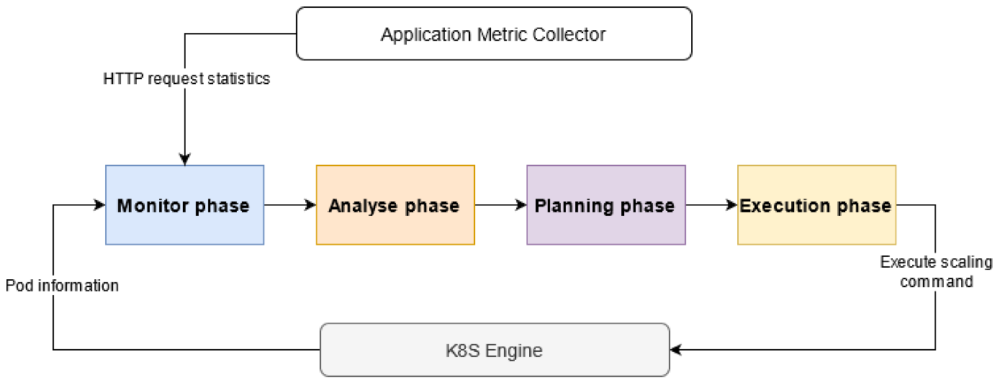 Application Metric Collector
HTTP request statistics
Monitor phase
Analyse phase
Planning phase
Execution phase
Execute scaling
command
Pod information
K8S Engine